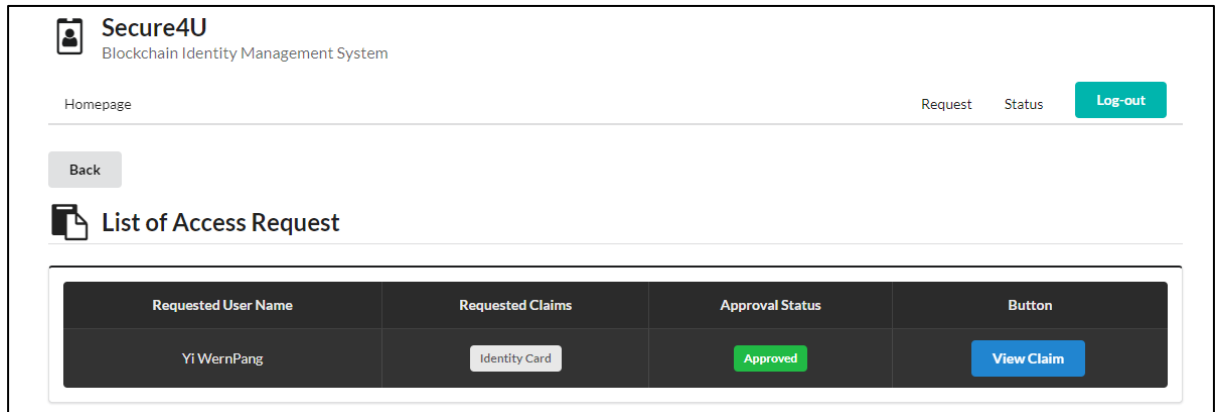 Secure4U
Blockchain Identity Management System
Homepage Request Status Log-out
Back
List of Access Request
Requested User Name Requested Claims Approval Status Button
Yi WernPang Identity Card Approved View Claim